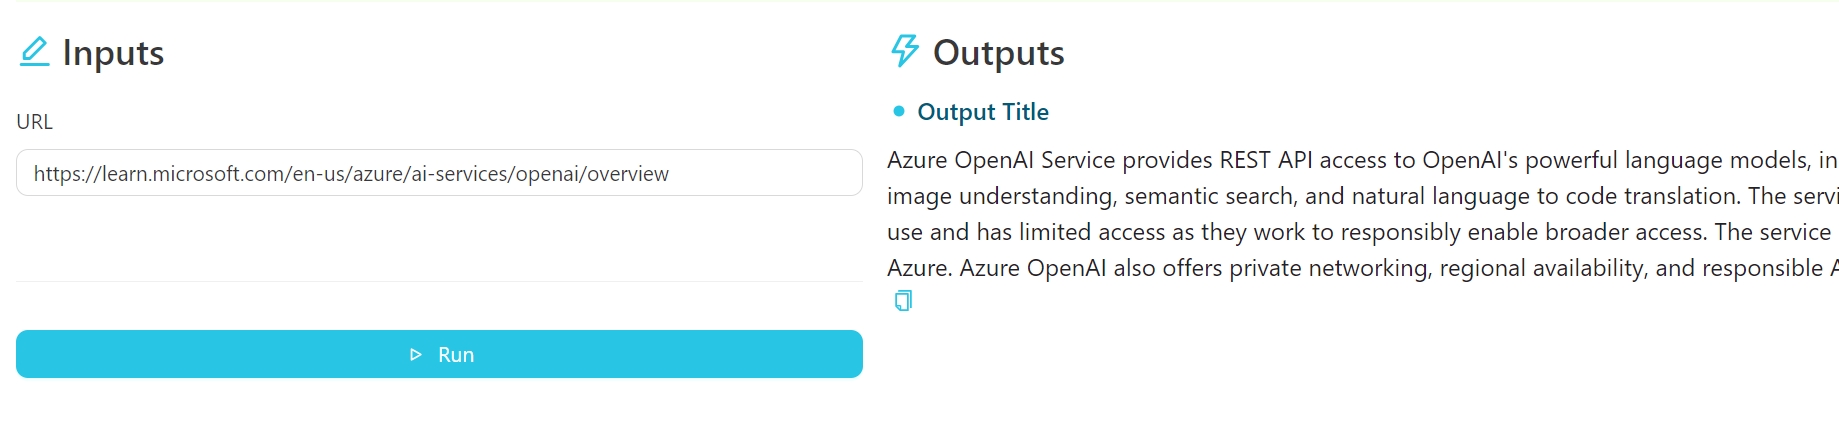 Inputs
URL
https://learn.microsoft.com/en-us/azure/ai-services/openai/overview
Run
Outputs
Output Title
Azure OpenAI Service provides REST API access to OpenAI's powerful language models, in
image understanding, semantic search, and natural language to code translation. The servi
use and has limited access as they work to responsibly enable broader access. The service
Azure. Azure OpenAI also offers private networking, regional availability, and responsible A